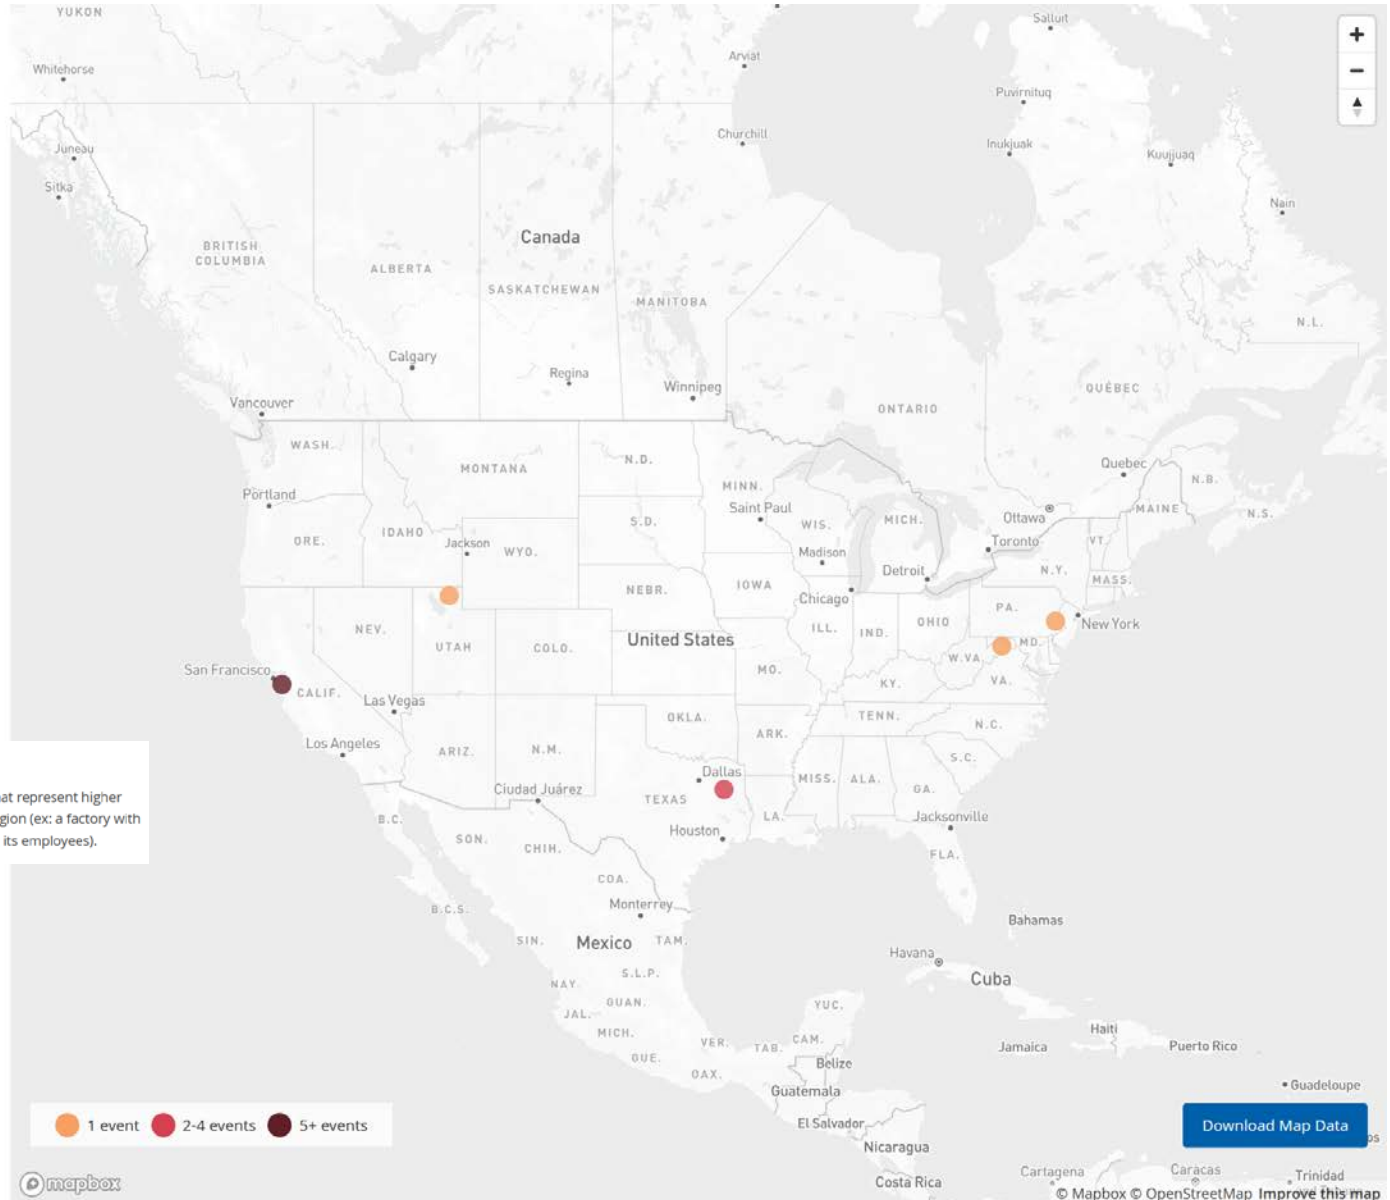 YUKON
Salluit
Arviat
Whitehorse
Puvirnituq
Churchill
Inukjuak
Juneau
Kuujjuaq
Sitka
Nain
Canada
BRITISH
COLUMBIA
ALBERTA
SASKATCHEWAN
MANITOBA
N.L.
Calgary
Regina
Winnipeg
QUÉBEC
Vancouver
ONTARIO
WASH.
MONTANA
N.D.
Quebec
MINN.
N.B.
Portland
Saint Paul
MAINE
N.S.
S.D.
WIS.
MICH.
Ottawa
IDAHO
ORE.
Jackson
WYO.
Toronto
VT.
Madison
Detroit
N.Y.
MASS.
NEBR.
IOWA
Chicago
PA.
New York
NEV.
ILL.
IND.
OHIO
United States
UTAH
COLO.
MD.
W.VA.
San Francisco
MO.
VA.
CALIF.
KY.
Las Vegas
OKLA.
TENN.
N.C.
ARK.
Los Angeles
ARIZ.
N.M.
S.C.
Dallas
MISS.
ALA.
Ciudad Juárez
TEXAS
GA.
at represent higher
gion (ex: a factory with
its employees).
B.C.
LA.
Jacksonville
Houston
SON.
CHIH.
FLA.
COA.
Monterrey
B.C.S.
Bahamas
SIN.
Mexico
TAM.
Havana
S.L.P.
Cuba
NAY.
GUAN.
YUC.
JAL.
MICH.
Haiti
VER.
TAB.
CAM.
Jamaica
Puerto Rico
GUE.
Belize
OAX.
Guatemala
Guadeloupe
1 event
2-4 events
5+ events
El Salvador
Download Map Data
os
Nicaragua
mapbox
Costa Rica
Cartagena
Caracas
Trinidad
© Mapbox © OpenStreetMap Improve this map